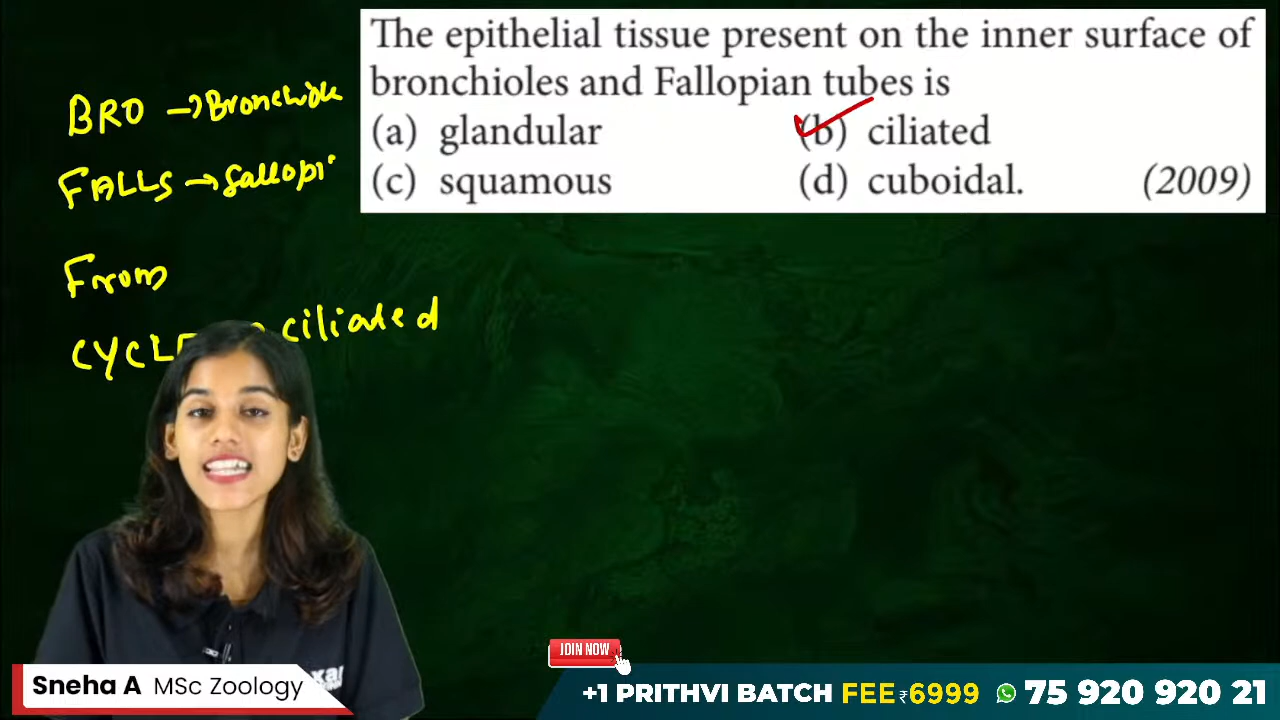 The epithelial tissue present on the inner surface of
bronchioles and Fallopian tubes is
(a) glandular (b) ciliated
(c) squamous (d) cuboidal. (2009)
BRO → Bronchiole
FALLS → fallopi
From
CYCLE ciliated
JOIN NOW
Sneha A MSc Zoology
+1 PRITHVI BATCH FEE ₹6999 75 920 920 21